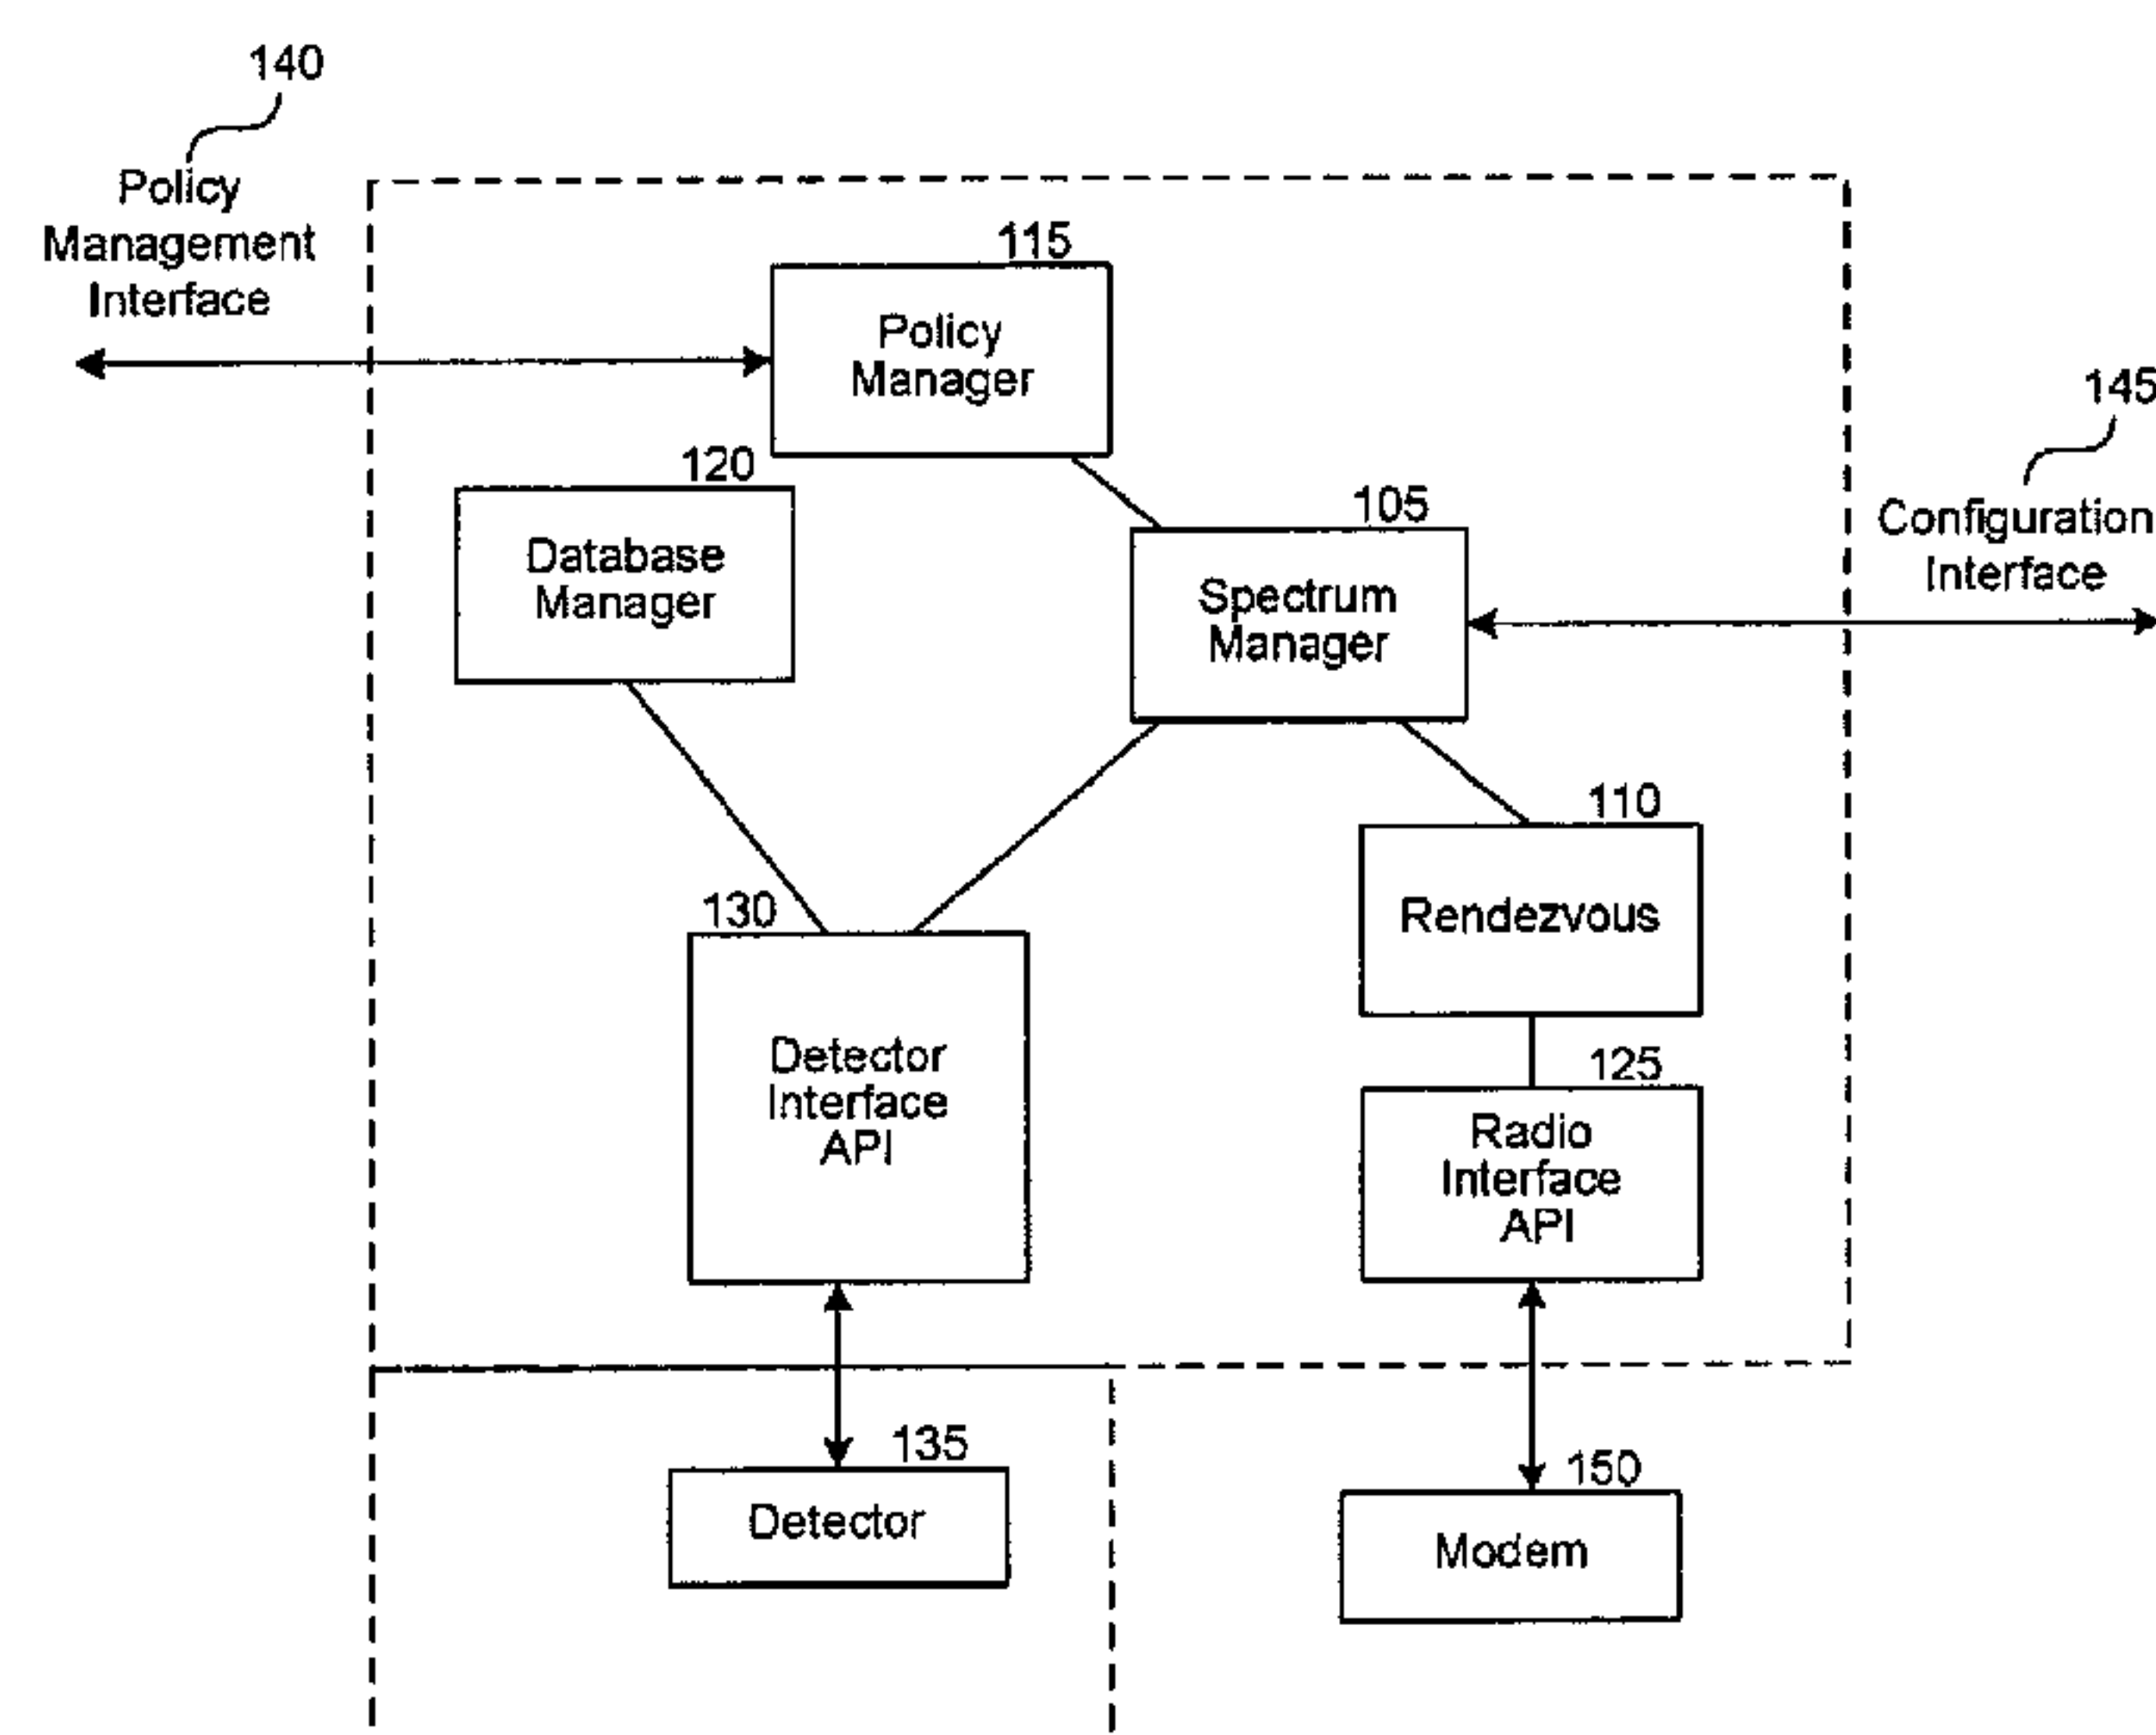 140
Policy
Management
Interface
115
Policy
Manager
145
Configuration
Interface
120
Database
Manager
105
Spectrum
Manager
110
Rendezvous
130
Detector
Interface
API
125
Radio
Interface
API
135
Detector
150
Modem